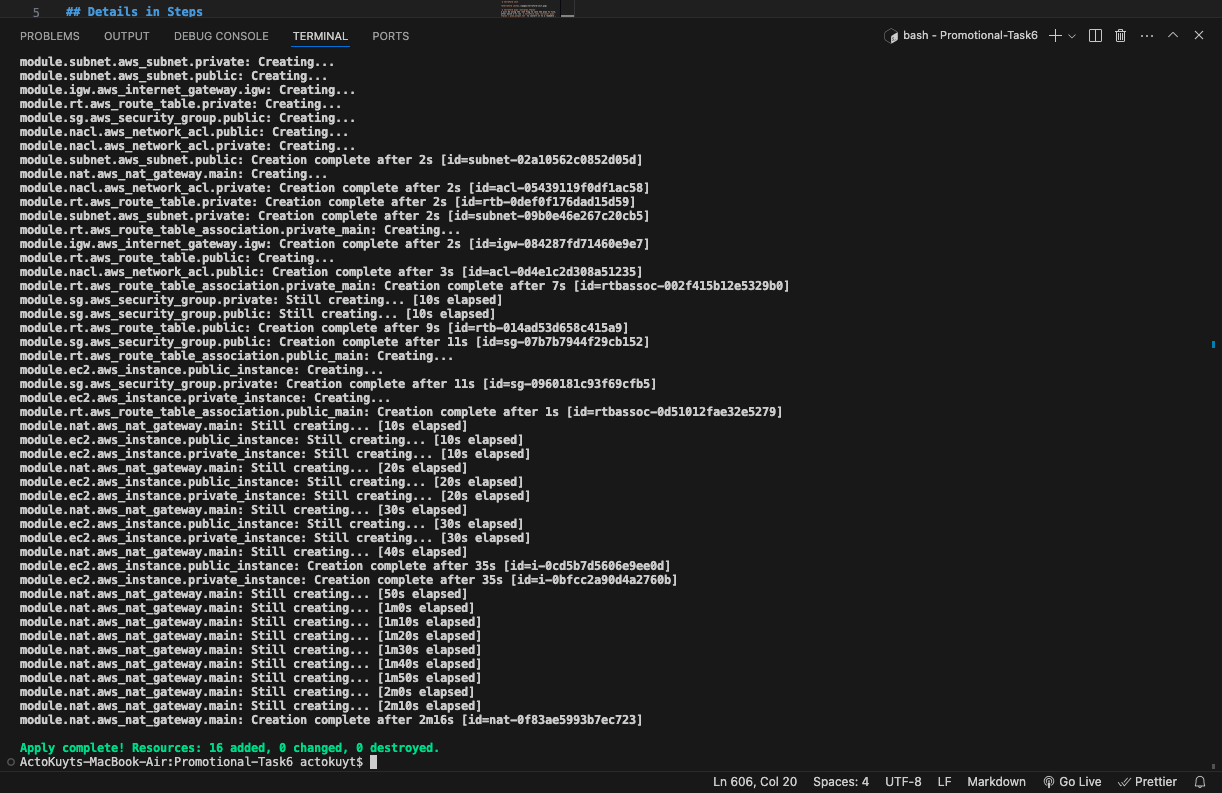 5 ## Details in Steps
PROBLEMS OUTPUT DEBUG CONSOLE TERMINAL PORTS bash - Promotional-Task6
module.subnet.aws_subnet.private: Creating...
module.subnet.aws_subnet.public: Creating...
module.igw.aws_internet_gateway.igw: Creating...
module.rt.aws_route_table.private: Creating...
module.sg.aws_security_group.public: Creating...
module.nacl.aws_network_acl.public: Creating...
module.nacl.aws_network_acl.private: Creating...
module.subnet.aws_subnet.public: Creation complete after 2s [id=subnet-02a10562c0852d05d]
module.nat.aws_nat_gateway.main: Creating...
module.nacl.aws_network_acl.private: Creation complete after 2s [id=acl-05439119f0df1ac58]
module.rt.aws_route_table.private: Creation complete after 2s [id=rtb-0def0f176dad15d59]
module.subnet.aws_subnet.private: Creation complete after 2s [id=subnet-09b0e46e267c20cb5]
module.rt.aws_route_table_association.private_main: Creating...
module.igw.aws_internet_gateway.igw: Creation complete after 2s [id=igw-084287fd71460e9e7]
module.rt.aws_route_table.public: Creating...
module.nacl.aws_network_acl.public: Creation complete after 3s [id=acl-0d4e1c2d308a51235]
module.rt.aws_route_table_association.private_main: Creation complete after 7s [id=rtbassoc-002f415b12e5329b0]
module.sg.aws_security_group.private: Still creating... [10s elapsed]
module.sg.aws_security_group.public: Still creating... [10s elapsed]
module.rt.aws_route_table.public: Creation complete after 9s [id=rtb-014ad53d658c415a9]
module.sg.aws_security_group.public: Creation complete after 11s [id=sg-07b7b7944f29cb152]
module.rt.aws_route_table_association.public_main: Creating...
module.ec2.aws_instance.public_instance: Creating...
module.sg.aws_security_group.private: Creation complete after 11s [id=sg-0960181c93f69cfb5]
module.ec2.aws_instance.private_instance: Creating...
module.rt.aws_route_table_association.public_main: Creation complete after 1s [id=rtbassoc-0d51012fae32e5279]
module.nat.aws_nat_gateway.main: Still creating... [10s elapsed]
module.ec2.aws_instance.public_instance: Still creating... [10s elapsed]
module.ec2.aws_instance.private_instance: Still creating... [10s elapsed]
module.nat.aws_nat_gateway.main: Still creating... [20s elapsed]
module.ec2.aws_instance.public_instance: Still creating... [20s elapsed]
module.ec2.aws_instance.private_instance: Still creating... [20s elapsed]
module.nat.aws_nat_gateway.main: Still creating... [30s elapsed]
module.ec2.aws_instance.public_instance: Still creating... [30s elapsed]
module.ec2.aws_instance.private_instance: Still creating... [30s elapsed]
module.nat.aws_nat_gateway.main: Still creating... [40s elapsed]
module.ec2.aws_instance.public_instance: Creation complete after 35s [id=i-0cd5b7d5606e9ee0d]
module.ec2.aws_instance.private_instance: Creation complete after 35s [id=i-0bfcc2a90d4a2760b]
module.nat.aws_nat_gateway.main: Still creating... [50s elapsed]
module.nat.aws_nat_gateway.main: Still creating... [1m0s elapsed]
module.nat.aws_nat_gateway.main: Still creating... [1m10s elapsed]
module.nat.aws_nat_gateway.main: Still creating... [1m20s elapsed]
module.nat.aws_nat_gateway.main: Still creating... [1m30s elapsed]
module.nat.aws_nat_gateway.main: Still creating... [1m40s elapsed]
module.nat.aws_nat_gateway.main: Still creating... [1m50s elapsed]
module.nat.aws_nat_gateway.main: Still creating... [2m0s elapsed]
module.nat.aws_nat_gateway.main: Still creating... [2m10s elapsed]
module.nat.aws_nat_gateway.main: Creation complete after 2m16s [id=nat-0f83ae5993b7ec723]
Apply complete! Resources: 16 added, 0 changed, 0 destroyed.
ActoKuyts-MacBook-Air:Promotional-Task6 actokuyt$
Ln 606, Col 20 Spaces: 4 UTF-8 LF Markdown Go Live Prettier